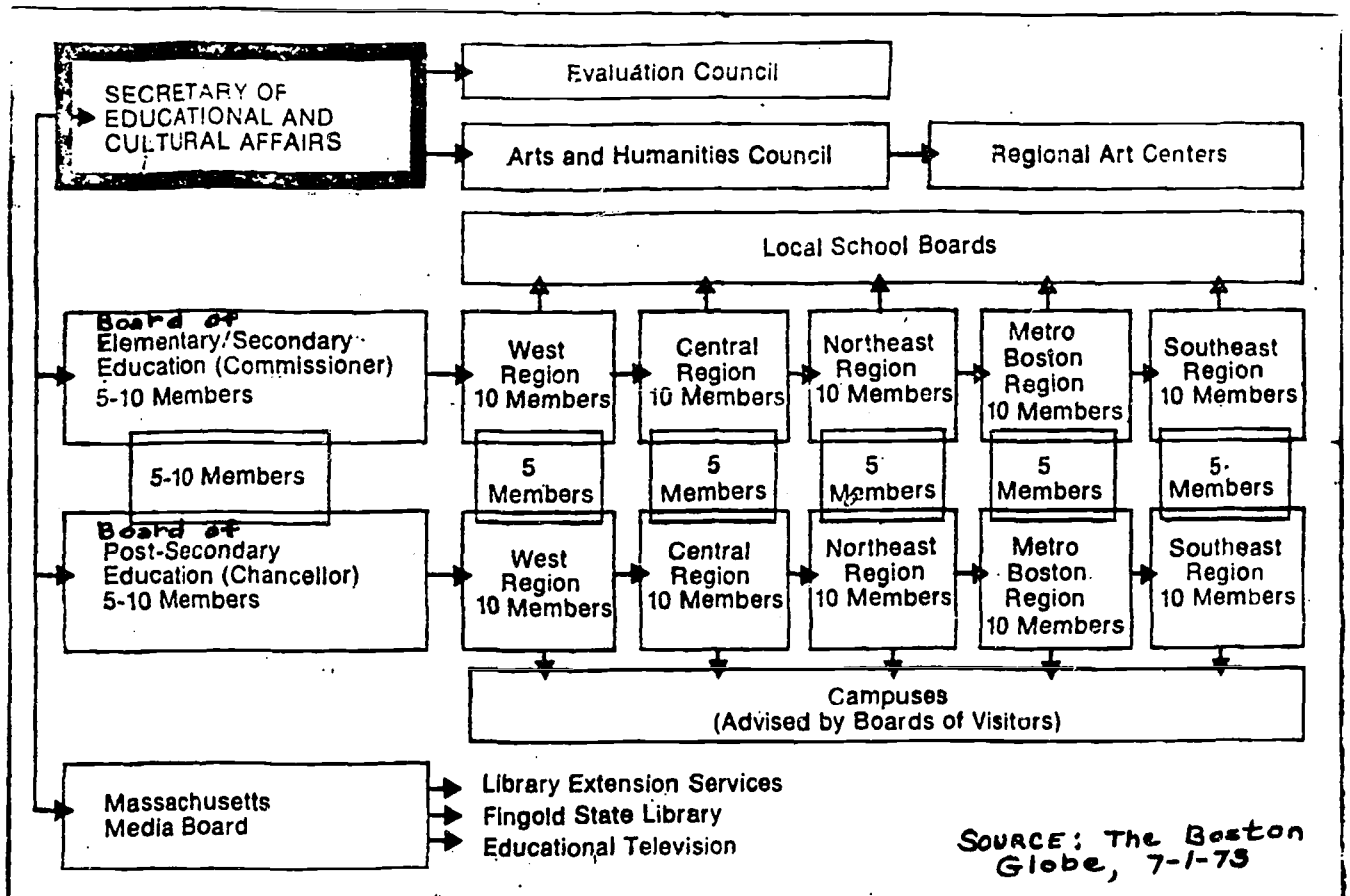 SECRETARY OF
EDUCATIONAL AND
CULTURAL AFFAIRS
Evaluation Council
Arts and Humanities Council
Regional Art Centers
Local School Boards
Board of
Elementary/Secondary
Education (Commissioner)
5-10 Members
West
Region
10 Members
Central
Region
10 Members
Northeast
Region
10 Members
Metro
Boston
Region
10 Members
Southeast
Region
10 Members
5-10 Members
5
Members
5
Members
5
Members
5
Members
5
Members
Board of
Post-Secondary
Education (Chancellor)
5-10 Members
West
Region
10 Members
Central
Region
10 Members
Northeast
Region
10 Members
Metro
Boston
Region
10 Members
Southeast
Region
10 Members
Campuses
(Advised by Boards of Visitors)
Massachusetts
Media Board
Library Extension Services
Fingold State Library
Educational Television
SOURCE: The Boston
Globe, 7-1-73